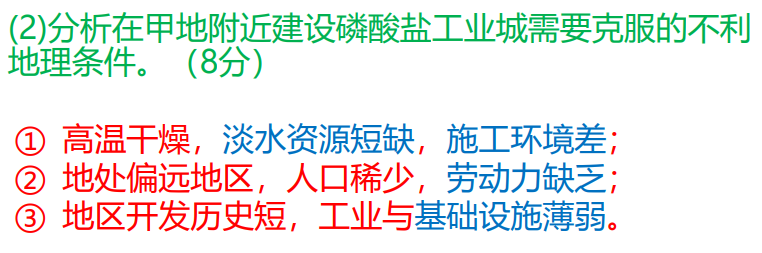 (2)分析在甲地附近建设磷酸盐工业城需要克服的不利
地理条件。（8分）
① 高温干燥，淡水资源短缺，施工环境差；
② 地处偏远地区，人口稀少，劳动力缺乏；
③ 地区开发历史短，工业与基础设施薄弱。